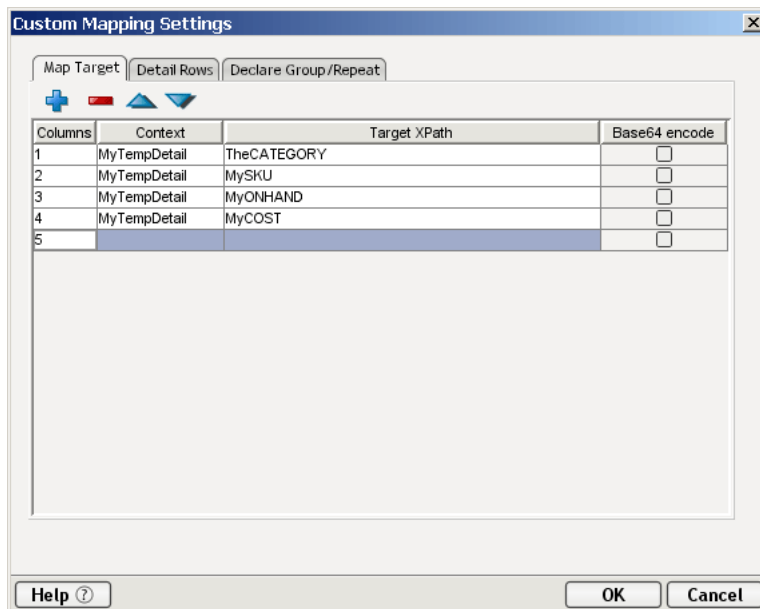 Custom Mapping Settings
Map Target Detail Rows Declare Group/Repeat
Columns Context Target XPath Base64 encode
1 MyTempDetail TheCATEGORY
2 MyTempDetail MySKU
3 MyTempDetail MyONHAND
4 MyTempDetail MyCOST
5
Help ? OK Cancel